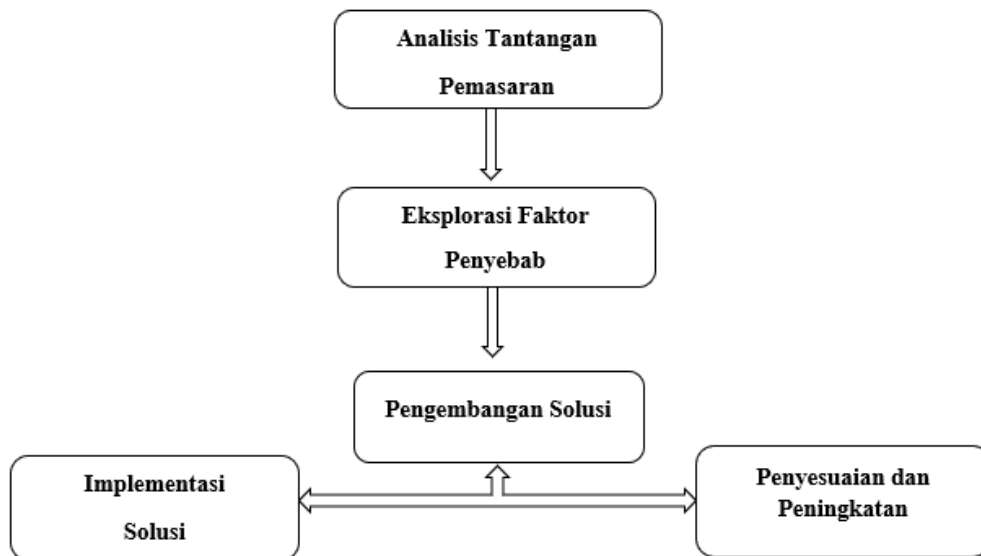 Analisis Tantangan
Pemasaran
Eksplorasi Faktor
Penyebab
Pengembangan Solusi
Implementasi
Solusi
Penyesuaian dan
Peningkatan